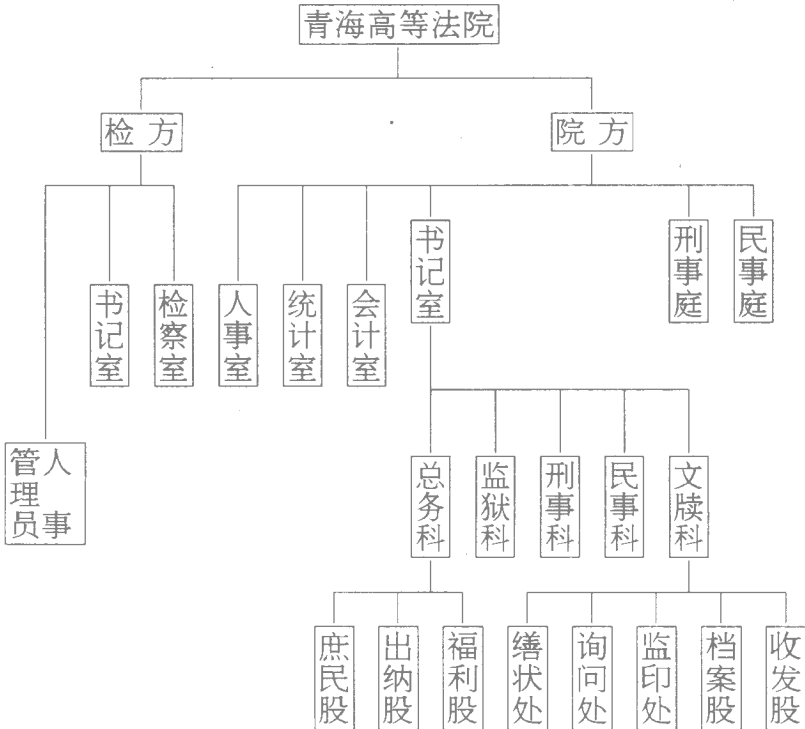 青海高等法院
检方
院方
书记室
刑事庭
民事庭
书记室
检察室
人事室
统计室
会计室
人事管理员
总务科
监狱科
刑事科
民事科
文牍科
庶民股
出纳股
福利股
缮状处
询问处
监印处
档案股
收发股